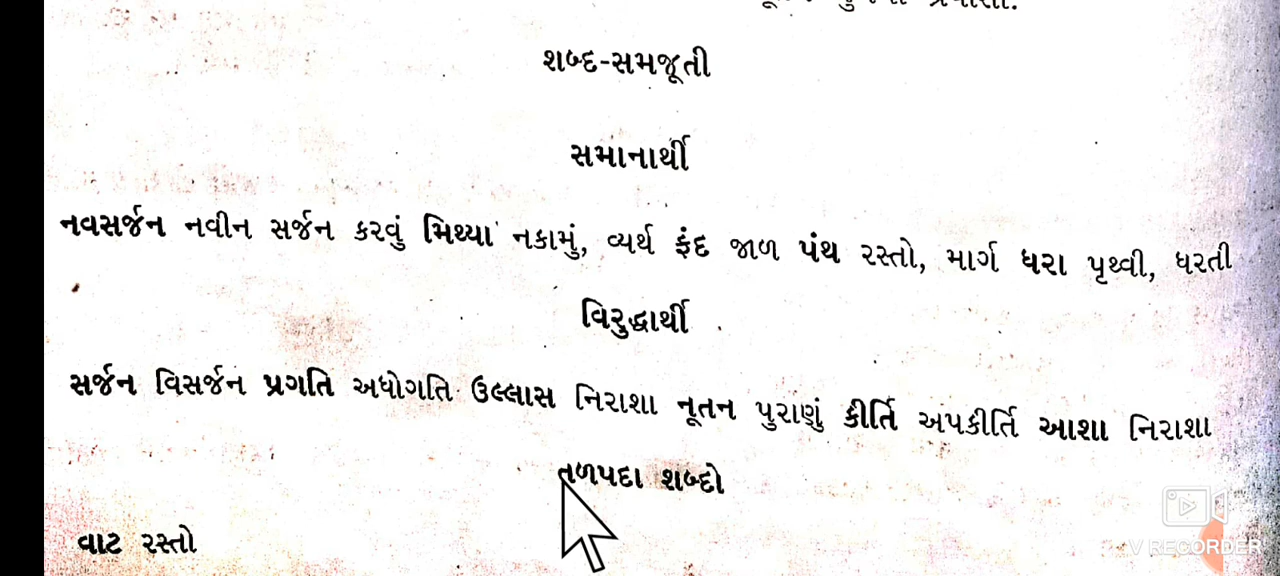 શબ્દ-સમજૂતી
સમાનાર્થી
નવસર્જન નવીન સર્જન કરવું મિથ્યા નકામું, વ્યર્થ ફંદ જાળ પંથ રસ્તો, માર્ગ ધરા પૃથ્વી, ધરતી
વિરુદ્ધાર્થી
સર્જન વિસર્જન પ્રગતિ અધોગતિ ઉલ્લાસ નિરાશા નૂતન પુરાણું કીર્તિ અપકીર્તિ આશા નિરાશા
તળપદા શબ્દો
વાટ રસ્તો
V RECORDER